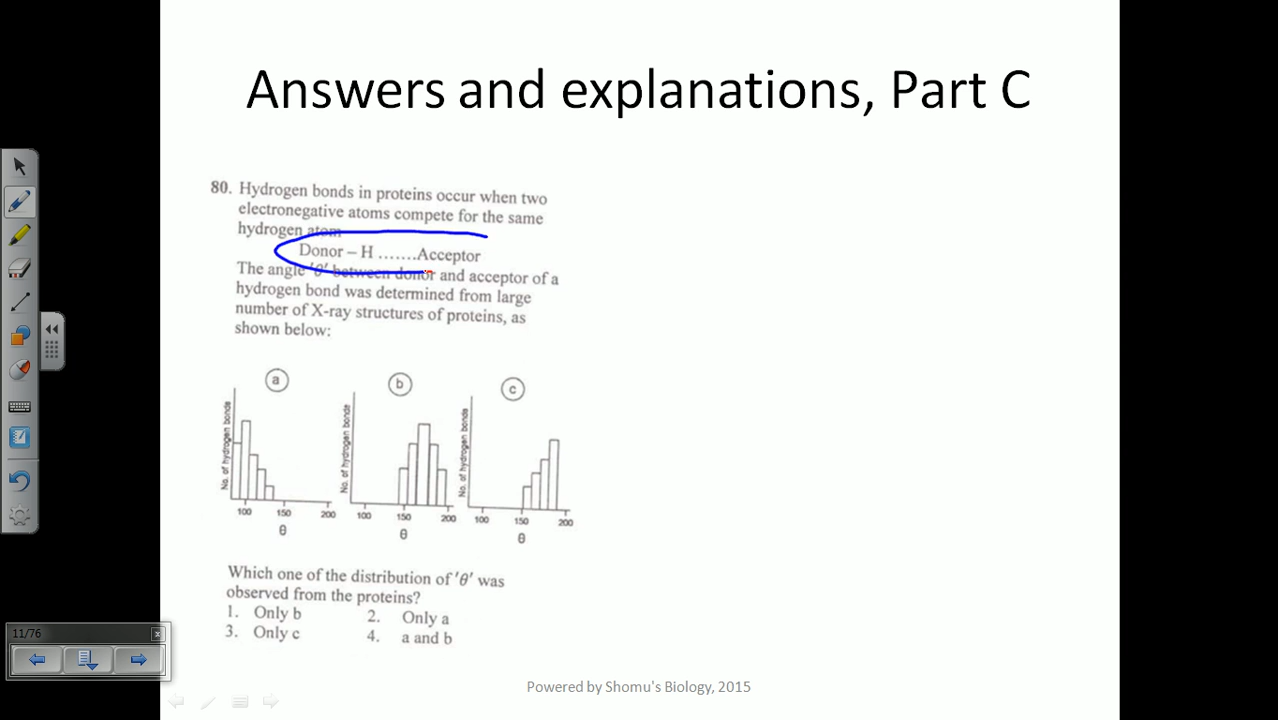 Answers and explanations, Part C
80. Hydrogen bonds in proteins occur when two
electronegative atoms compete for the same
hydrogen atom
Donor – H .......Acceptor
The angle 'θ' between donor and acceptor of a
hydrogen bond was determined from large
number of X-ray structures of proteins, as
shown below:
a
b
c
No. of hydrogen bonds
No. of hydrogen bonds
No. of hydrogen bonds
100 150 200
100 150 200
100 150 200
θ
θ
θ
Which one of the distribution of 'θ' was
observed from the proteins?
1. Only b 2. Only a
3. Only c 4. a and b
11/76
Powered by Shomu's Biology, 2015